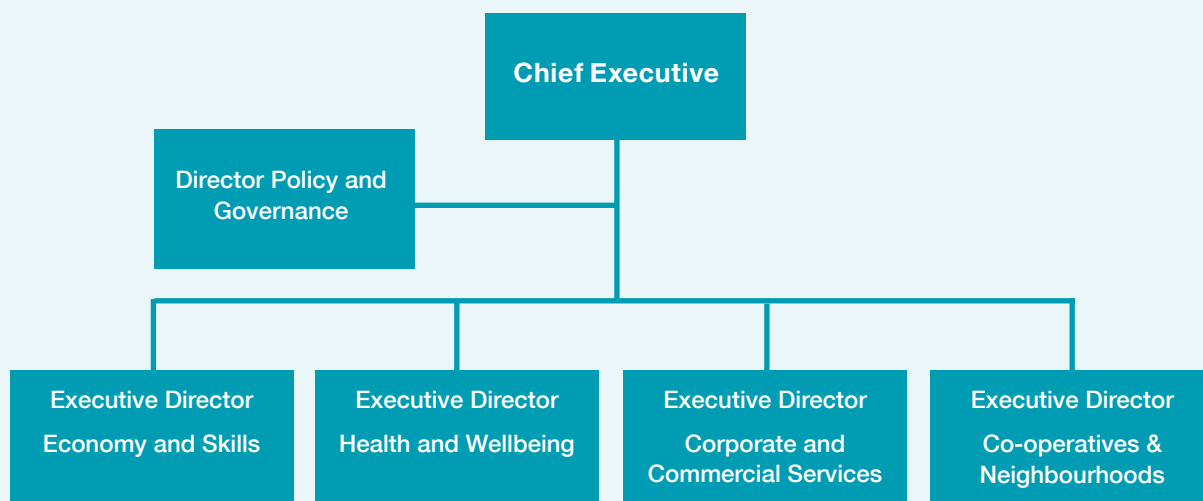 Chief Executive
Director Policy and
Governance
Executive Director
Economy and Skills
Executive Director
Health and Wellbeing
Executive Director
Corporate and
Commercial Services
Executive Director
Co-operatives &
Neighbourhoods